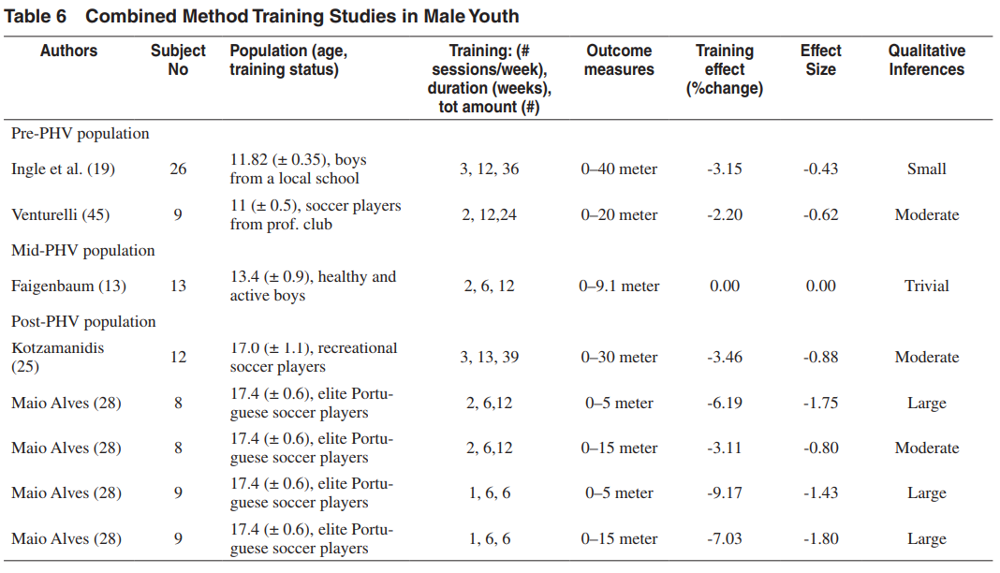 Table 6 Combined Method Training Studies in Male Youth
Authors Subject No Population (age, training status) Training: (# sessions/week), duration (weeks), tot amount (#) Outcome measures Training effect (%change) Effect Size Qualitative Inferences
Pre-PHV population
Ingle et al. (19) 26 11.82 (± 0.35), boys from a local school 3, 12, 36 0–40 meter -3.15 -0.43 Small
Venturelli (45) 9 11 (± 0.5), soccer players from prof. club 2, 12,24 0–20 meter -2.20 -0.62 Moderate
Mid-PHV population
Faigenbaum (13) 13 13.4 (± 0.9), healthy and active boys 2, 6, 12 0–9.1 meter 0.00 0.00 Trivial
Post-PHV population
Kotzamanidis (25) 12 17.0 (± 1.1), recreational soccer players 3, 13, 39 0–30 meter -3.46 -0.88 Moderate
Maio Alves (28) 8 17.4 (± 0.6), elite Portu-guese soccer players 2, 6,12 0–5 meter -6.19 -1.75 Large
Maio Alves (28) 8 17.4 (± 0.6), elite Portu-guese soccer players 2, 6,12 0–15 meter -3.11 -0.80 Moderate
Maio Alves (28) 9 17.4 (± 0.6), elite Portu-guese soccer players 1, 6, 6 0–5 meter -9.17 -1.43 Large
Maio Alves (28) 9 17.4 (± 0.6), elite Portu-guese soccer players 1, 6, 6 0–15 meter -7.03 -1.80 Large